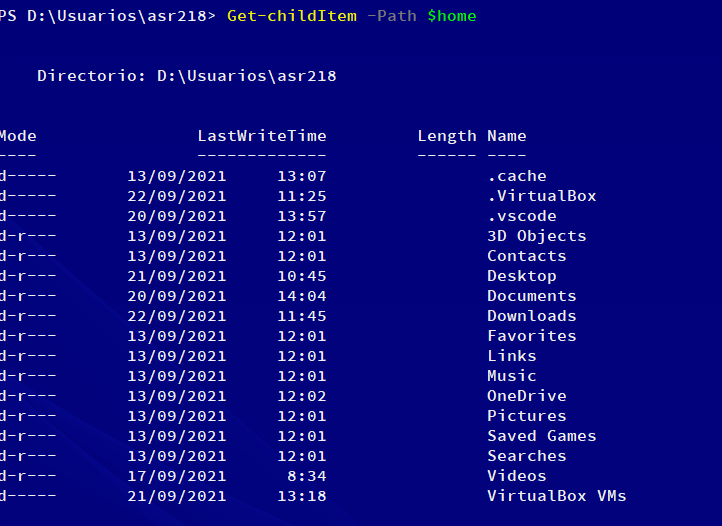 PS D:\Usuarios\asr218> Get-childItem -Path $home
Directorio: D:\Usuarios\asr218
Mode LastWriteTime Length Name
---- ------------- ------ ----
d----- 13/09/2021 13:07 .cache
d----- 22/09/2021 11:25 .VirtualBox
d----- 20/09/2021 13:57 .vscode
d-r--- 13/09/2021 12:01 3D Objects
d-r--- 13/09/2021 12:01 Contacts
d-r--- 21/09/2021 10:45 Desktop
d-r--- 20/09/2021 14:04 Documents
d-r--- 22/09/2021 11:45 Downloads
d-r--- 13/09/2021 12:01 Favorites
d-r--- 13/09/2021 12:01 Links
d-r--- 13/09/2021 12:01 Music
d-r--- 13/09/2021 12:02 OneDrive
d-r--- 13/09/2021 12:01 Pictures
d-r--- 13/09/2021 12:01 Saved Games
d-r--- 13/09/2021 12:01 Searches
d-r--- 17/09/2021 8:34 Videos
d----- 21/09/2021 13:18 VirtualBox VMs